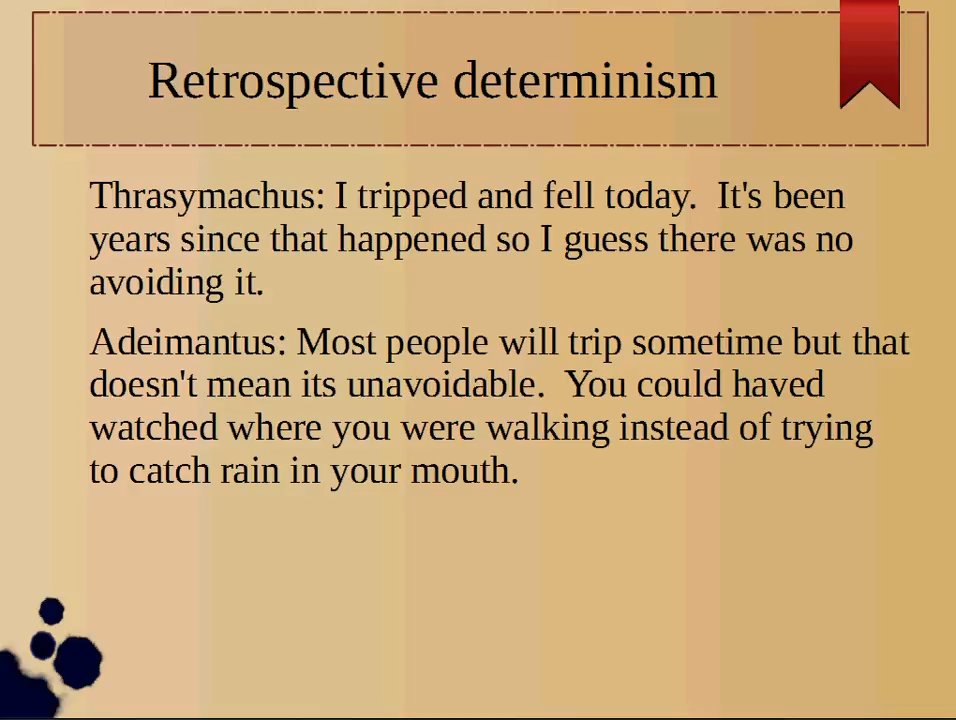 Retrospective determinism
Thrasymachus: I tripped and fell today.  It's been
years since that happened so I guess there was no
avoiding it.
Adeimantus: Most people will trip sometime but that
doesn't mean its unavoidable.  You could haved
watched where you were walking instead of trying
to catch rain in your mouth.